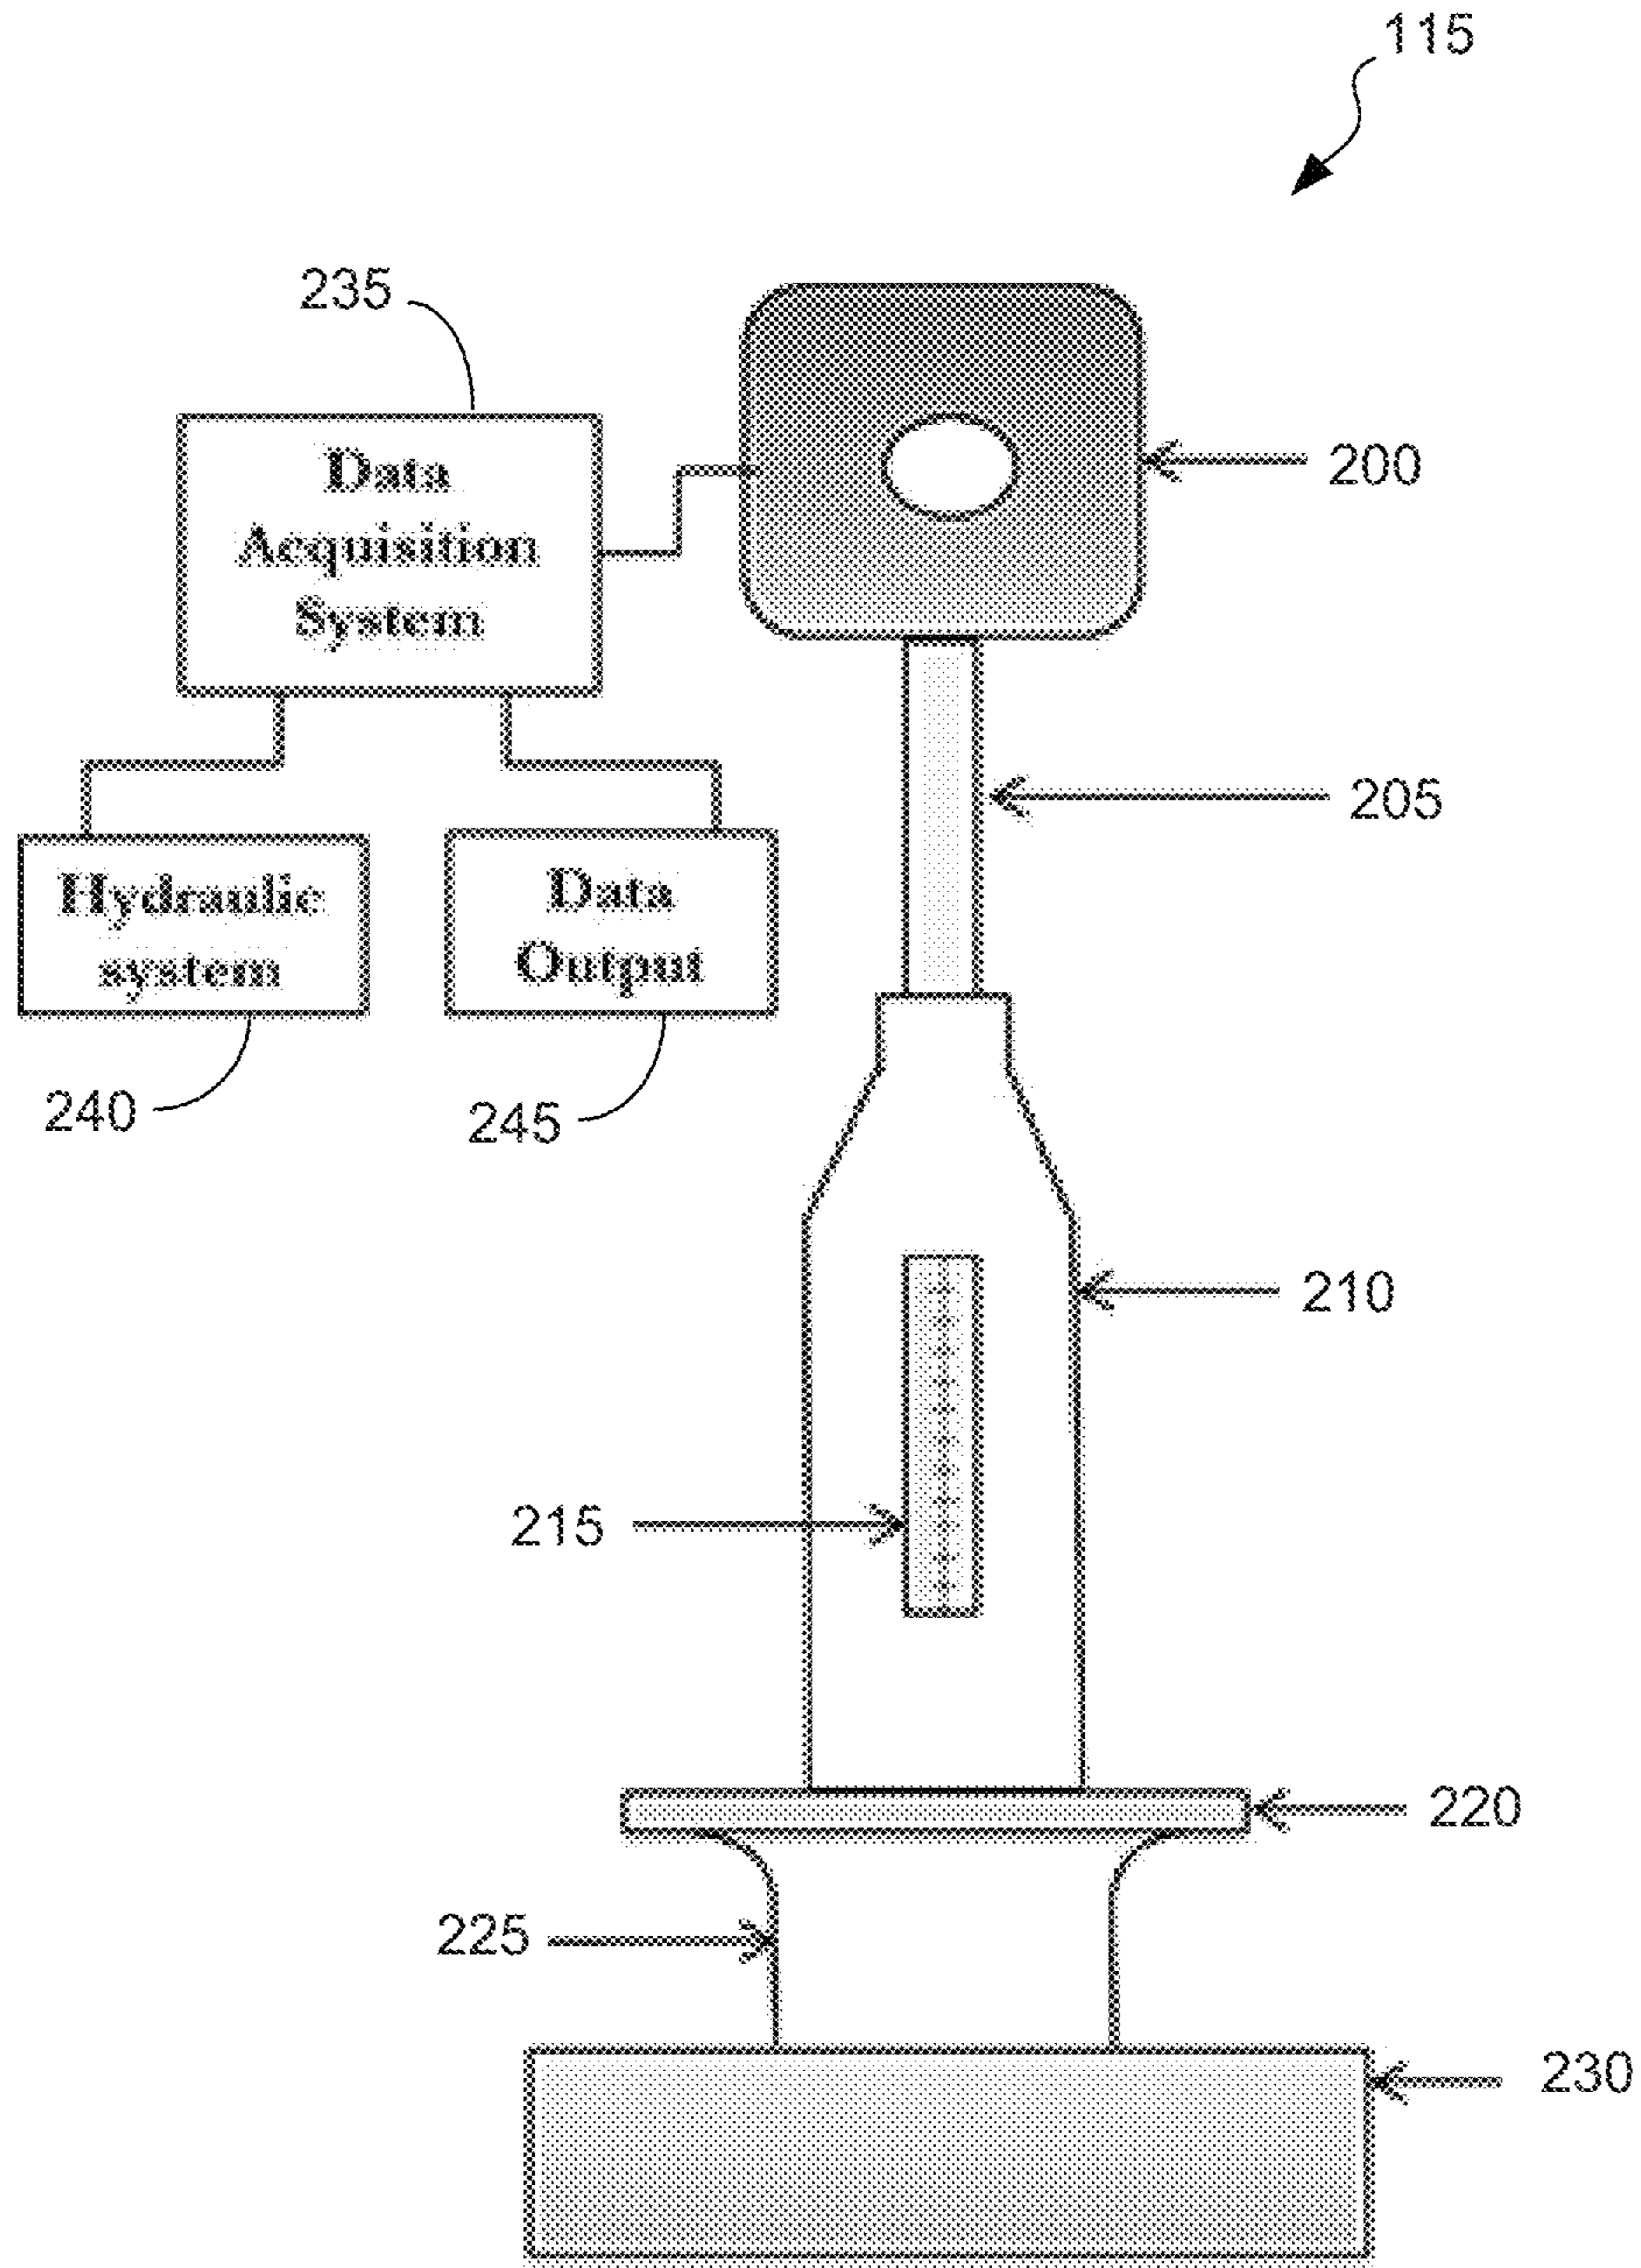 115
235
Data
Acquisition
System
200
205
Hydraulic
system
Data
Output
240
245
210
215
220
225
230